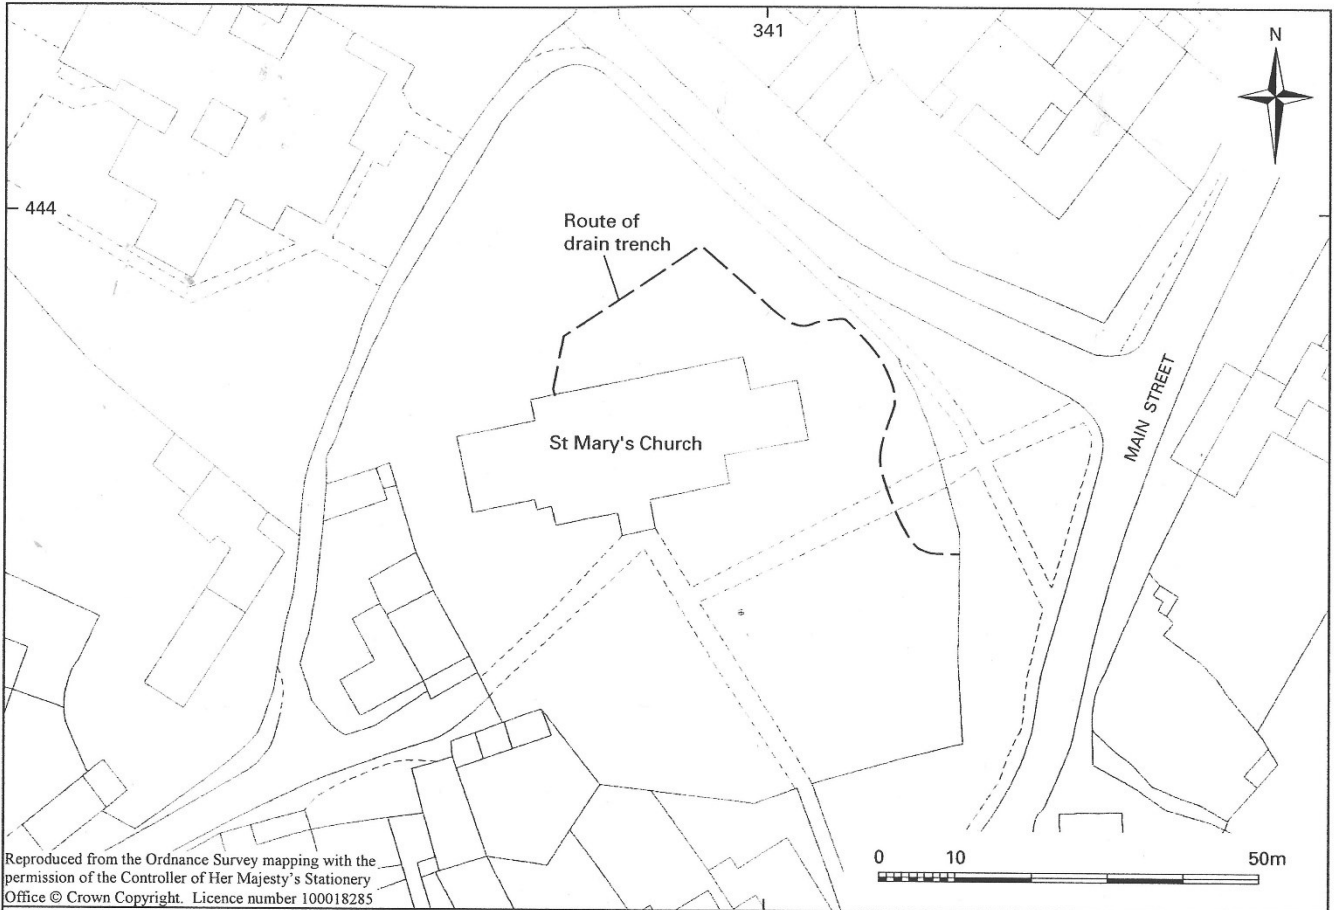 341
N
444
Route of
drain trench
MAIN STREET
St Mary's Church
Reproduced from the Ordnance Survey mapping with the
permission of the Controller of Her Majesty's Stationery
Office © Crown Copyright. Licence number 100018285
0 10 50m